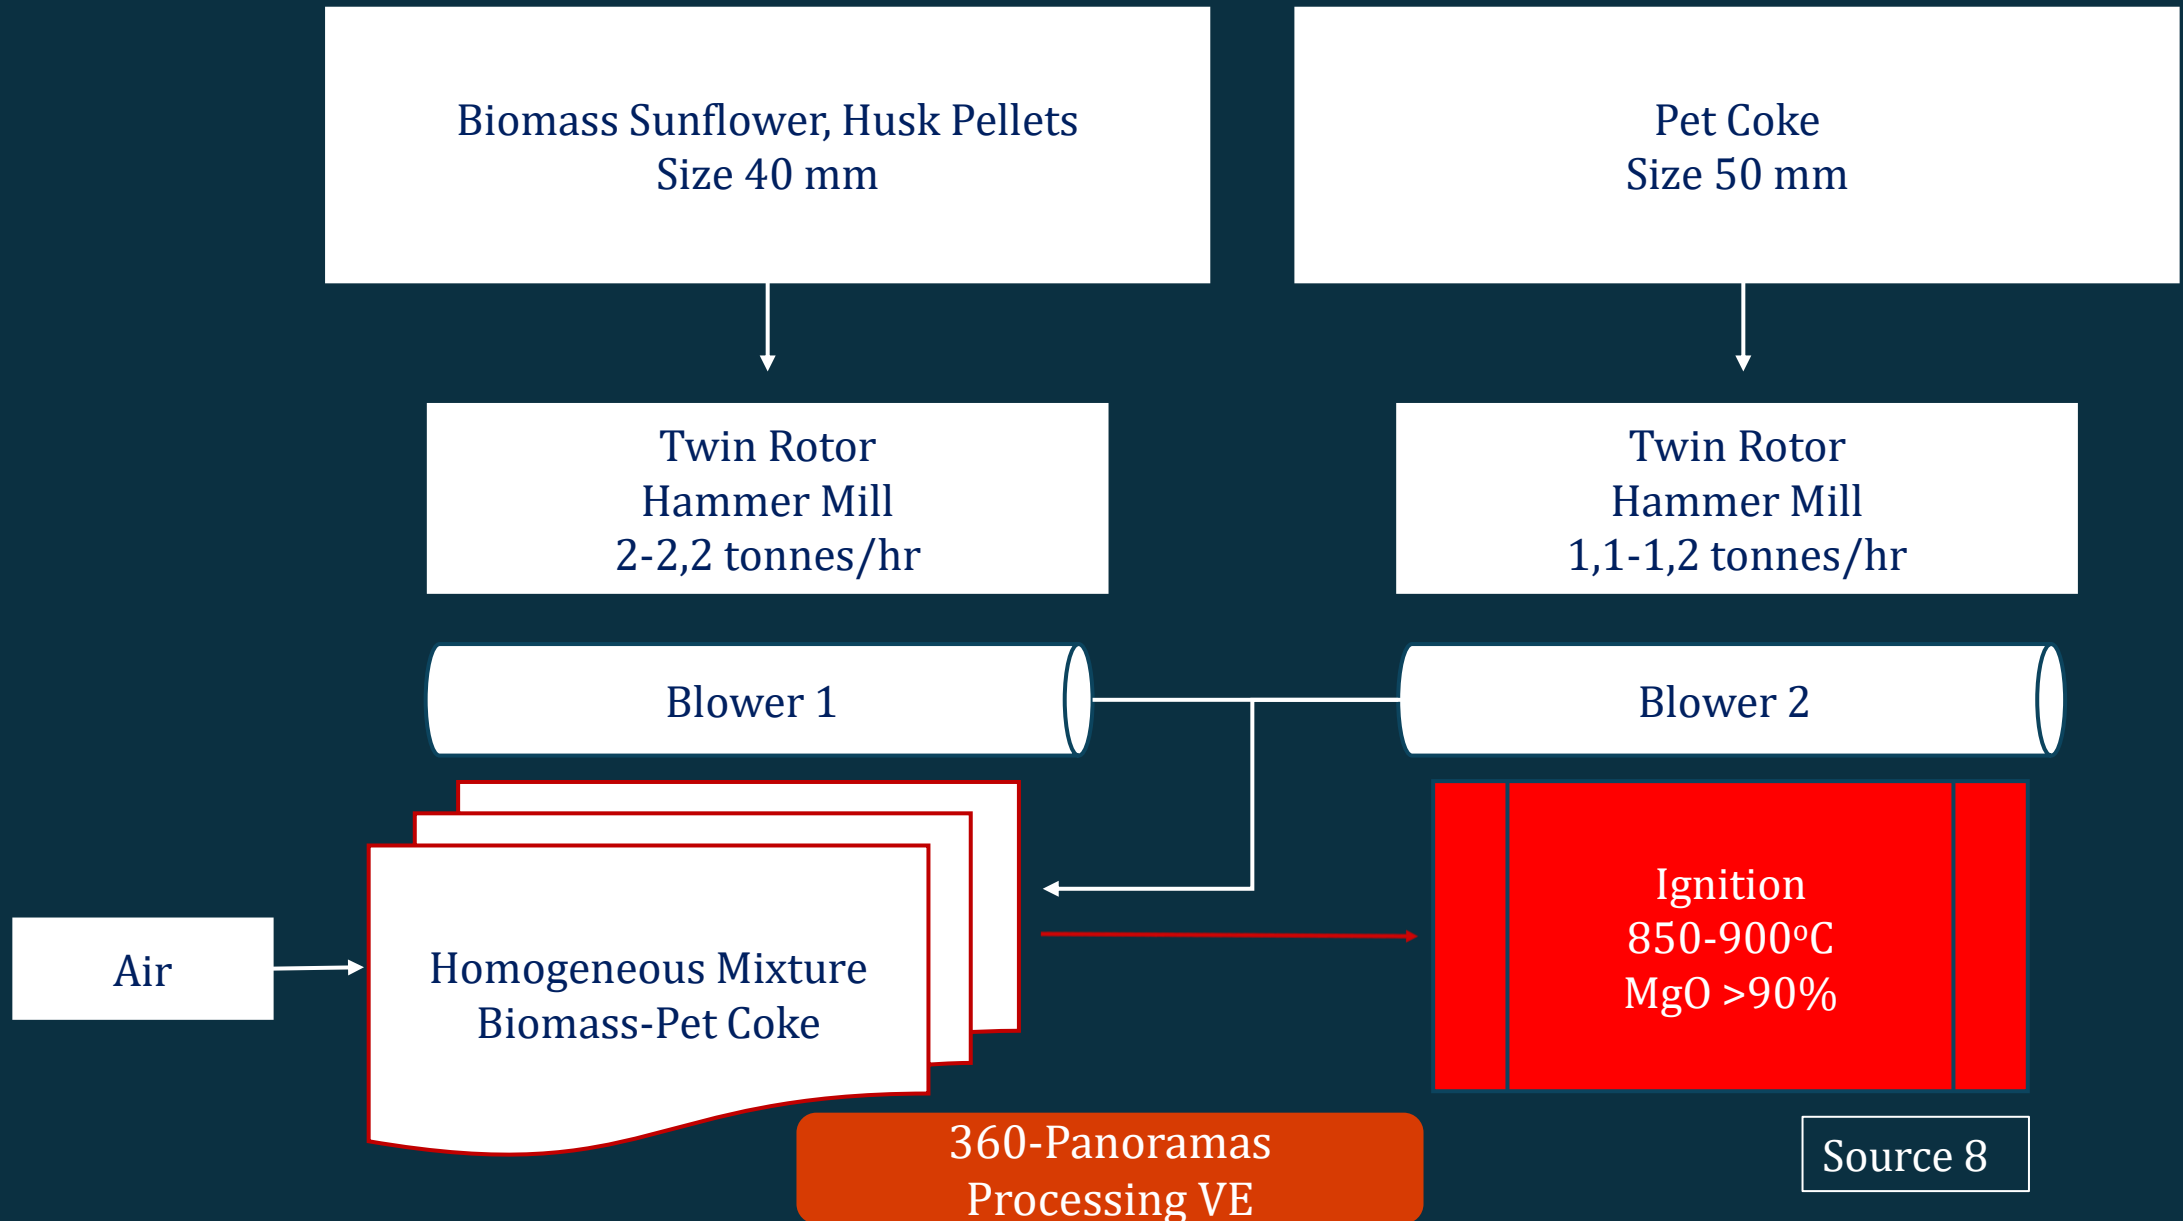 Biomass Sunflower, Husk Pellets
Size 40 mm
Pet Coke
Size 50 mm
Twin Rotor
Hammer Mill
2-2,2 tonnes/hr
Twin Rotor
Hammer Mill
1,1-1,2 tonnes/hr
Blower 1
Blower 2
Air
Homogeneous Mixture
Biomass-Pet Coke
Ignition
850-900ºC
MgO >90%
360-Panoramas
Processing VE
Source 8